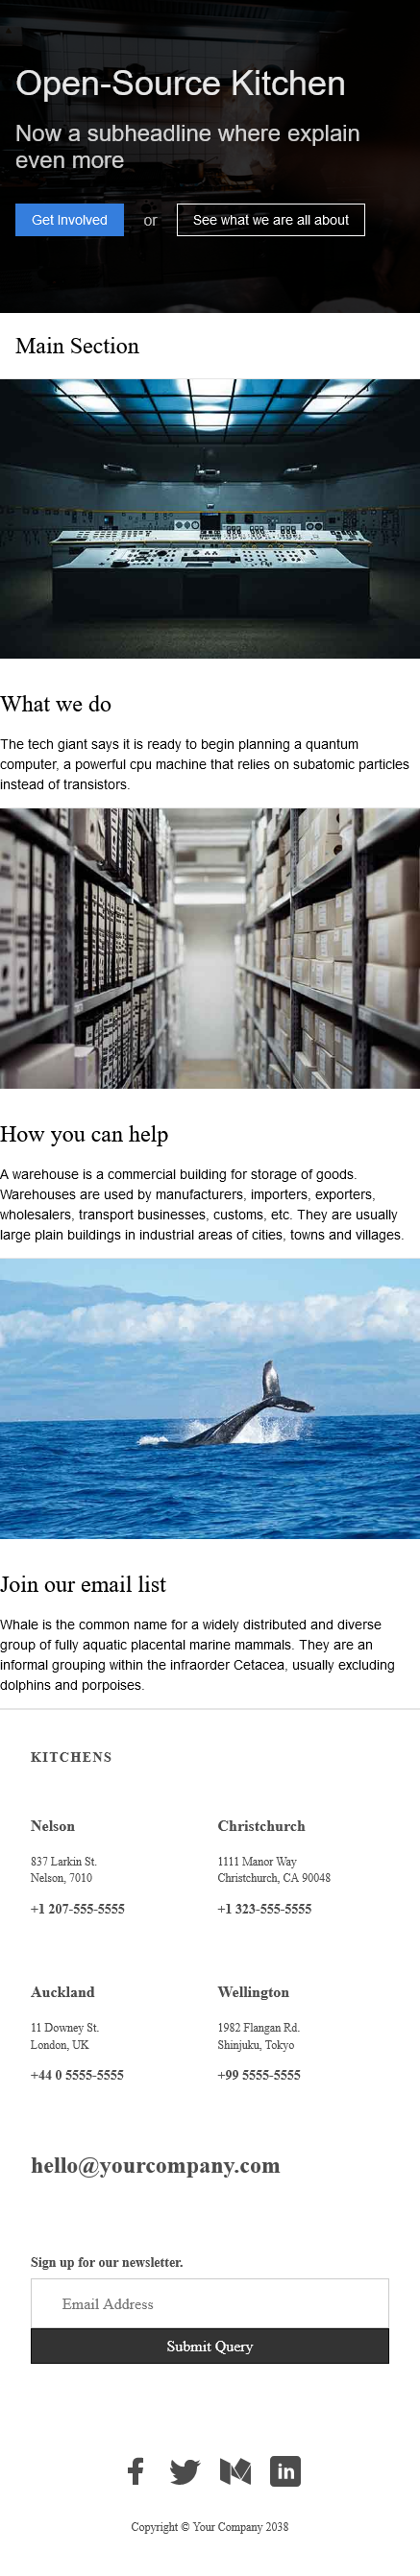 Open-Source Kitchen
Now a subheadline where explain
even more
Get Involved
or
See what we are all about
Main Section
What we do
The tech giant says it is ready to begin planning a quantum
computer, a powerful cpu machine that relies on subatomic particles
instead of transistors.
How you can help
A warehouse is a commercial building for storage of goods.
Warehouses are used by manufacturers, importers, exporters,
wholesalers, transport businesses, customs, etc. They are usually
large plain buildings in industrial areas of cities, towns and villages.
Join our email list
Whale is the common name for a widely distributed and diverse
group of fully aquatic placental marine mammals. They are an
informal grouping within the infraorder Cetacea, usually excluding
dolphins and porpoises.
KITCHENS
Nelson
837 Larkin St.
Nelson, 7010
+1 207-555-5555
Christchurch
1111 Manor Way
Christchurch, CA 90048
+1 323-555-5555
Auckland
11 Downey St.
London, UK
+44 0 5555-5555
Wellington
1982 Flangan Rd.
Shinjuku, Tokyo
+99 5555-5555
hello@yourcompany.com
Sign up for our newsletter.
Email Address
Submit Query
in
Copyright © Your Company 2038